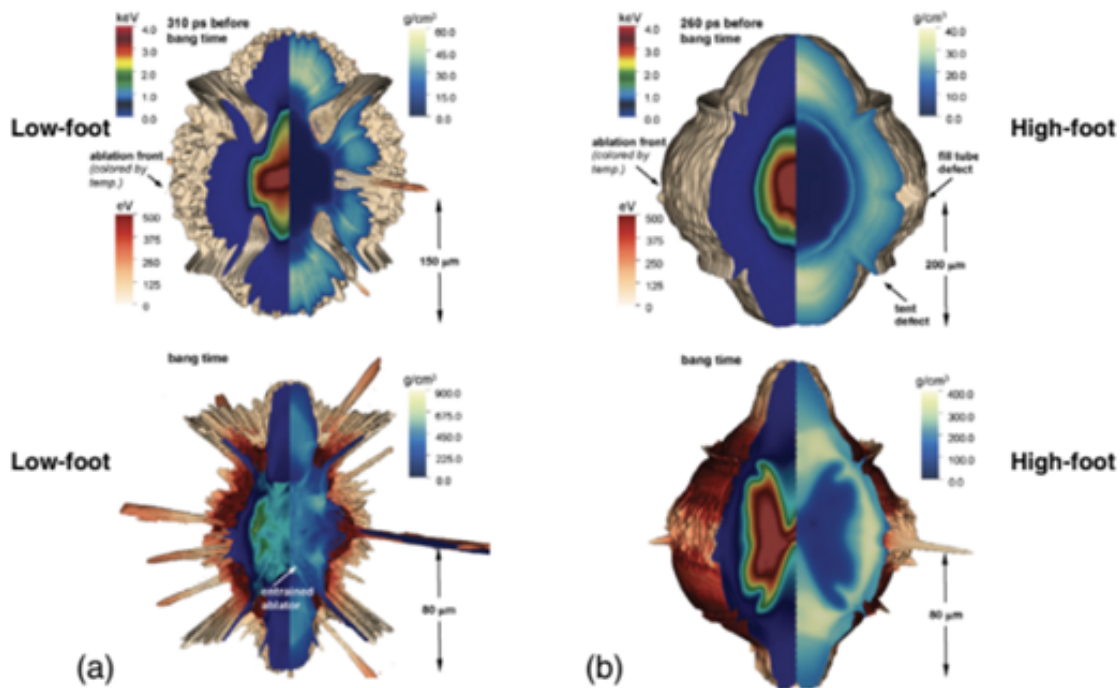 keV
4.0
3.0
2.0
1.0
0.0
310 ps before
bang time
g/cm³
60.0
45.0
30.0
15.0
0.0
Low-foot
ablation front
(colored by
temp.)
eV
500
375
250
125
0
150 μm
keV
4.0
3.0
2.0
1.0
0.0
260 ps before
bang time
g/cm³
40.0
30.0
20.0
10.0
0.0
High-foot
ablation front
(colored by
temp.)
fill tube
defect
eV
500
375
250
125
0
200 μm
tent
defect
bang time
g/cm³
900.0
675.0
450.0
225.0
0.0
Low-foot
entrained
ablator
80 μm
(a)
bang time
g/cm³
400.0
300.0
200.0
100.0
0.0
High-foot
80 μm
(b)